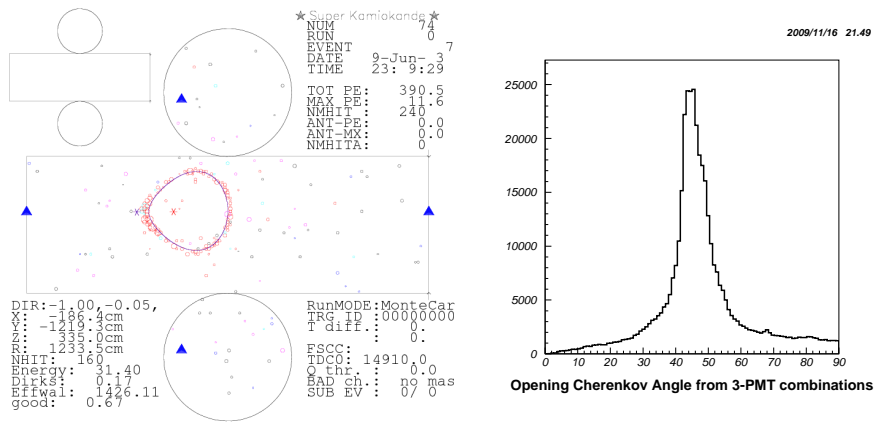 ★ Super Kamiokande ★
NUM 74
RUN 0
EVENT 7
DATE 9-Jun- 3
TIME 23: 9:29
TOT PE: 390.5
MAX PE: 11.6
NMHIT : 240
ANT-PE: 0.0
ANT-MX: 0.0
NMHITA: 0
DIR:-1.00,-0.05,
X: -186.4cm
Y: -1219.3cm
Z: 335.0cm
R: 1233.5cm
NHIT: 160
Energy: 31.40
Dirks: 0.17
Effwal: 1426.11
good: 0.67
RunMODE:MonteCar
TRG ID :00000000
T diff.: 0.
: 0.
FSCC:
TDC0: 14910.0
Q thr. : 0.0
BAD ch.: no mas
SUB EV : 0/ 0
2009/11/16 21.49
25000
20000
15000
10000
5000
0
0 10 20 30 40 50 60 70 80 90
Opening Cherenkov Angle from 3-PMT combinations